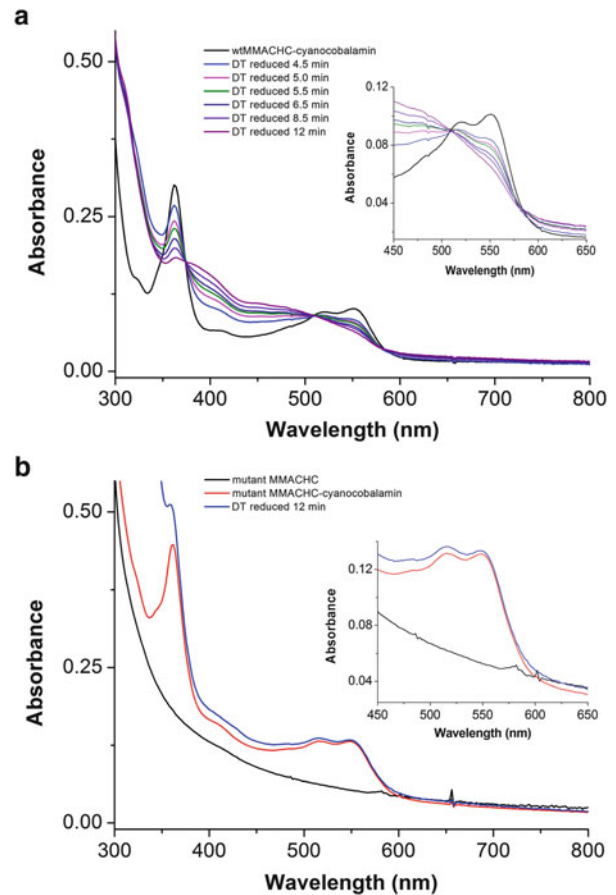 a
0.50
0.25
0.00
Absorbance
wtMMACHC-cyanocobalamin
DT reduced 4.5 min
DT reduced 5.0 min
DT reduced 5.5 min
DT reduced 6.5 min
DT reduced 8.5 min
DT reduced 12 min
0.12
0.08
0.04
Absorbance
450 500 550 600 650
Wavelength (nm)
300 400 500 600 700 800
Wavelength (nm)
b
0.50
0.25
0.00
Absorbance
mutant MMACHC
mutant MMACHC-cyanocobalamin
DT reduced 12 min
0.12
0.08
0.04
Absorbance
450 500 550 600 650
Wavelength (nm)
300 400 500 600 700 800
Wavelength (nm)